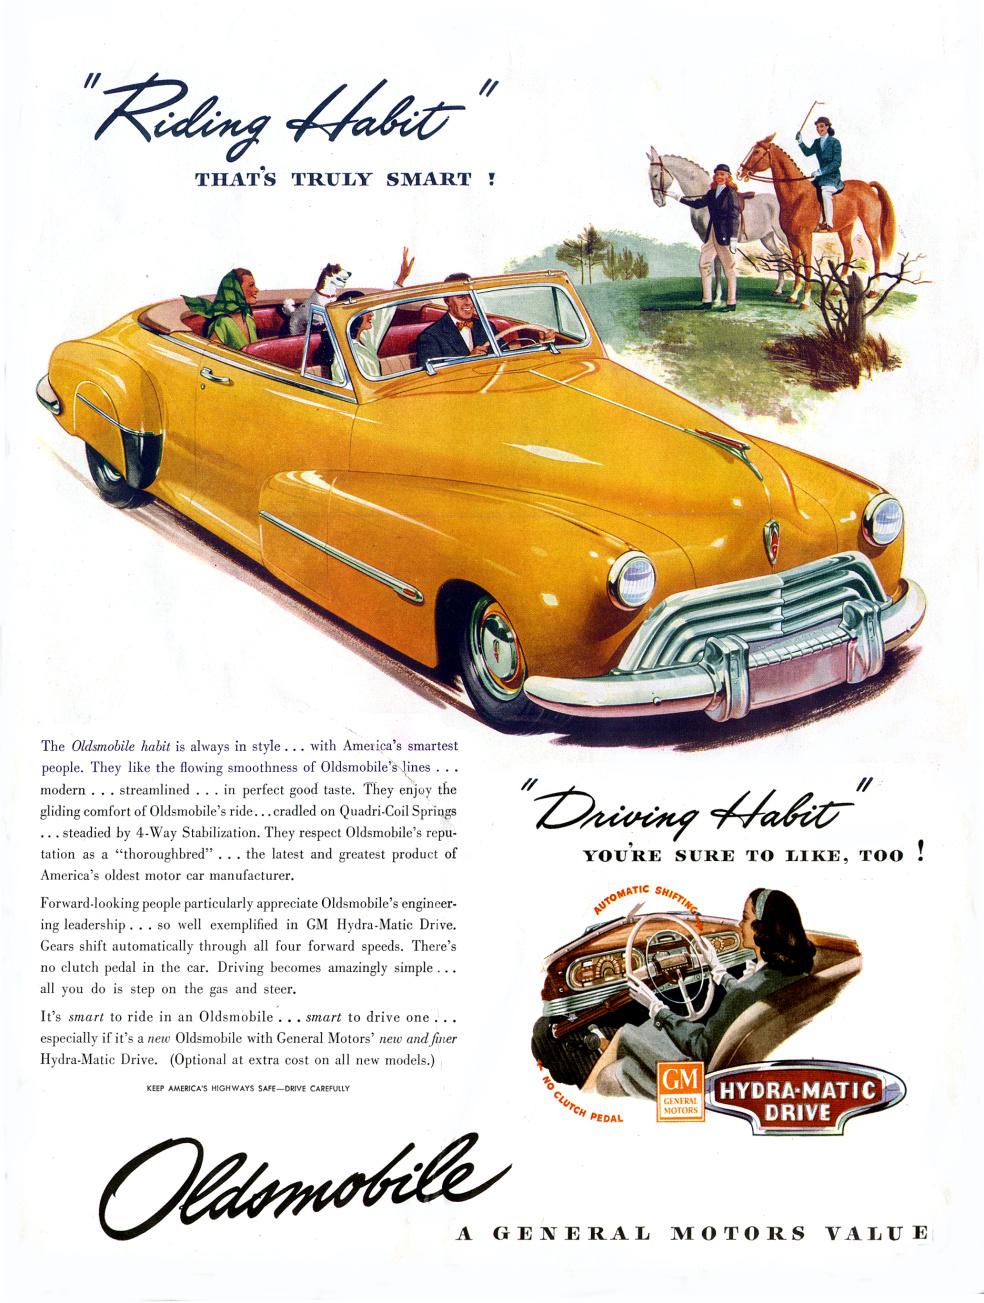 "Riding Habit"
THAT'S TRULY SMART !
The Oldsmobile habit is always in style . . . with America's smartest
people. They like the flowing smoothness of Oldsmobile's lines . . .
modern . . . streamlined . . . in perfect good taste. They enjoy the
gliding comfort of Oldsmobile's ride . . . cradled on Quadri-Coil Springs
. . . steadied by 4-Way Stabilization. They respect Oldsmobile's repu-
tation as a "thoroughbred" . . . the latest and greatest product of
America's oldest motor car manufacturer.
Forward-looking people particularly appreciate Oldsmobile's engineer-
ing leadership . . . so well exemplified in GM Hydra-Matic Drive.
Gears shift automatically through all four forward speeds. There's
no clutch pedal in the car. Driving becomes amazingly simple . . .
all you do is step on the gas and steer.
It's smart to ride in an Oldsmobile . . . smart to drive one . . .
especially if it's a new Oldsmobile with General Motors' new and finer
Hydra-Matic Drive. (Optional at extra cost on all new models.)
KEEP AMERICA'S HIGHWAYS SAFE—DRIVE CAREFULLY
"Driving Habit"
YOU'RE SURE TO LIKE, TOO !
AUTOMATIC SHIFTING
NO CLUTCH PEDAL
GM
GENERAL
MOTORS
HYDRA-MATIC
DRIVE
Oldsmobile
A GENERAL MOTORS VALUE